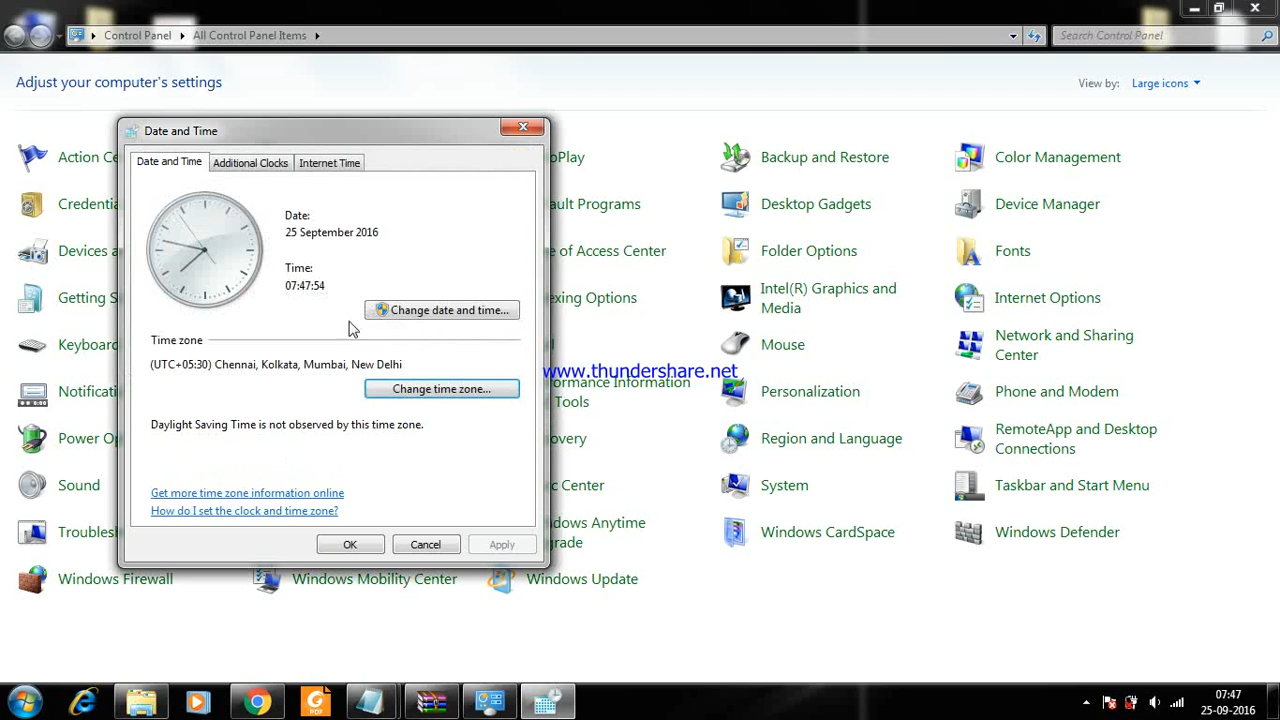 Control Panel
All Control Panel Items
Search Control Panel
Adjust your computer's settings
View by:
Large icons
Date and Time
Date and Time
Additional Clocks
Internet Time
Date:
25 September 2016
Time:
07:47:54
Change date and time...
Time zone
(UTC+05:30) Chennai, Kolkata, Mumbai, New Delhi
Change time zone...
Daylight Saving Time is not observed by this time zone.
Get more time zone information online
How do I set the clock and time zone?
OK
Cancel
Apply
Action Ce
Credentia
Devices a
Getting S
Keyboar
Notificati
Power Op
Sound
Troubles
Windows Firewall
Windows Mobility Center
oPlay
ault Programs
e of Access Center
exing Options
ormance Information
Tools
overy
c Center
ndows Anytime
grade
Windows Update
www.thundershare.net
Backup and Restore
Desktop Gadgets
Folder Options
Intel(R) Graphics and
Media
Mouse
Personalization
Region and Language
System
Windows CardSpace
Color Management
Device Manager
Fonts
Internet Options
Network and Sharing
Center
Phone and Modem
RemoteApp and Desktop
Connections
Taskbar and Start Menu
Windows Defender
PDF
07:47
25-09-2016